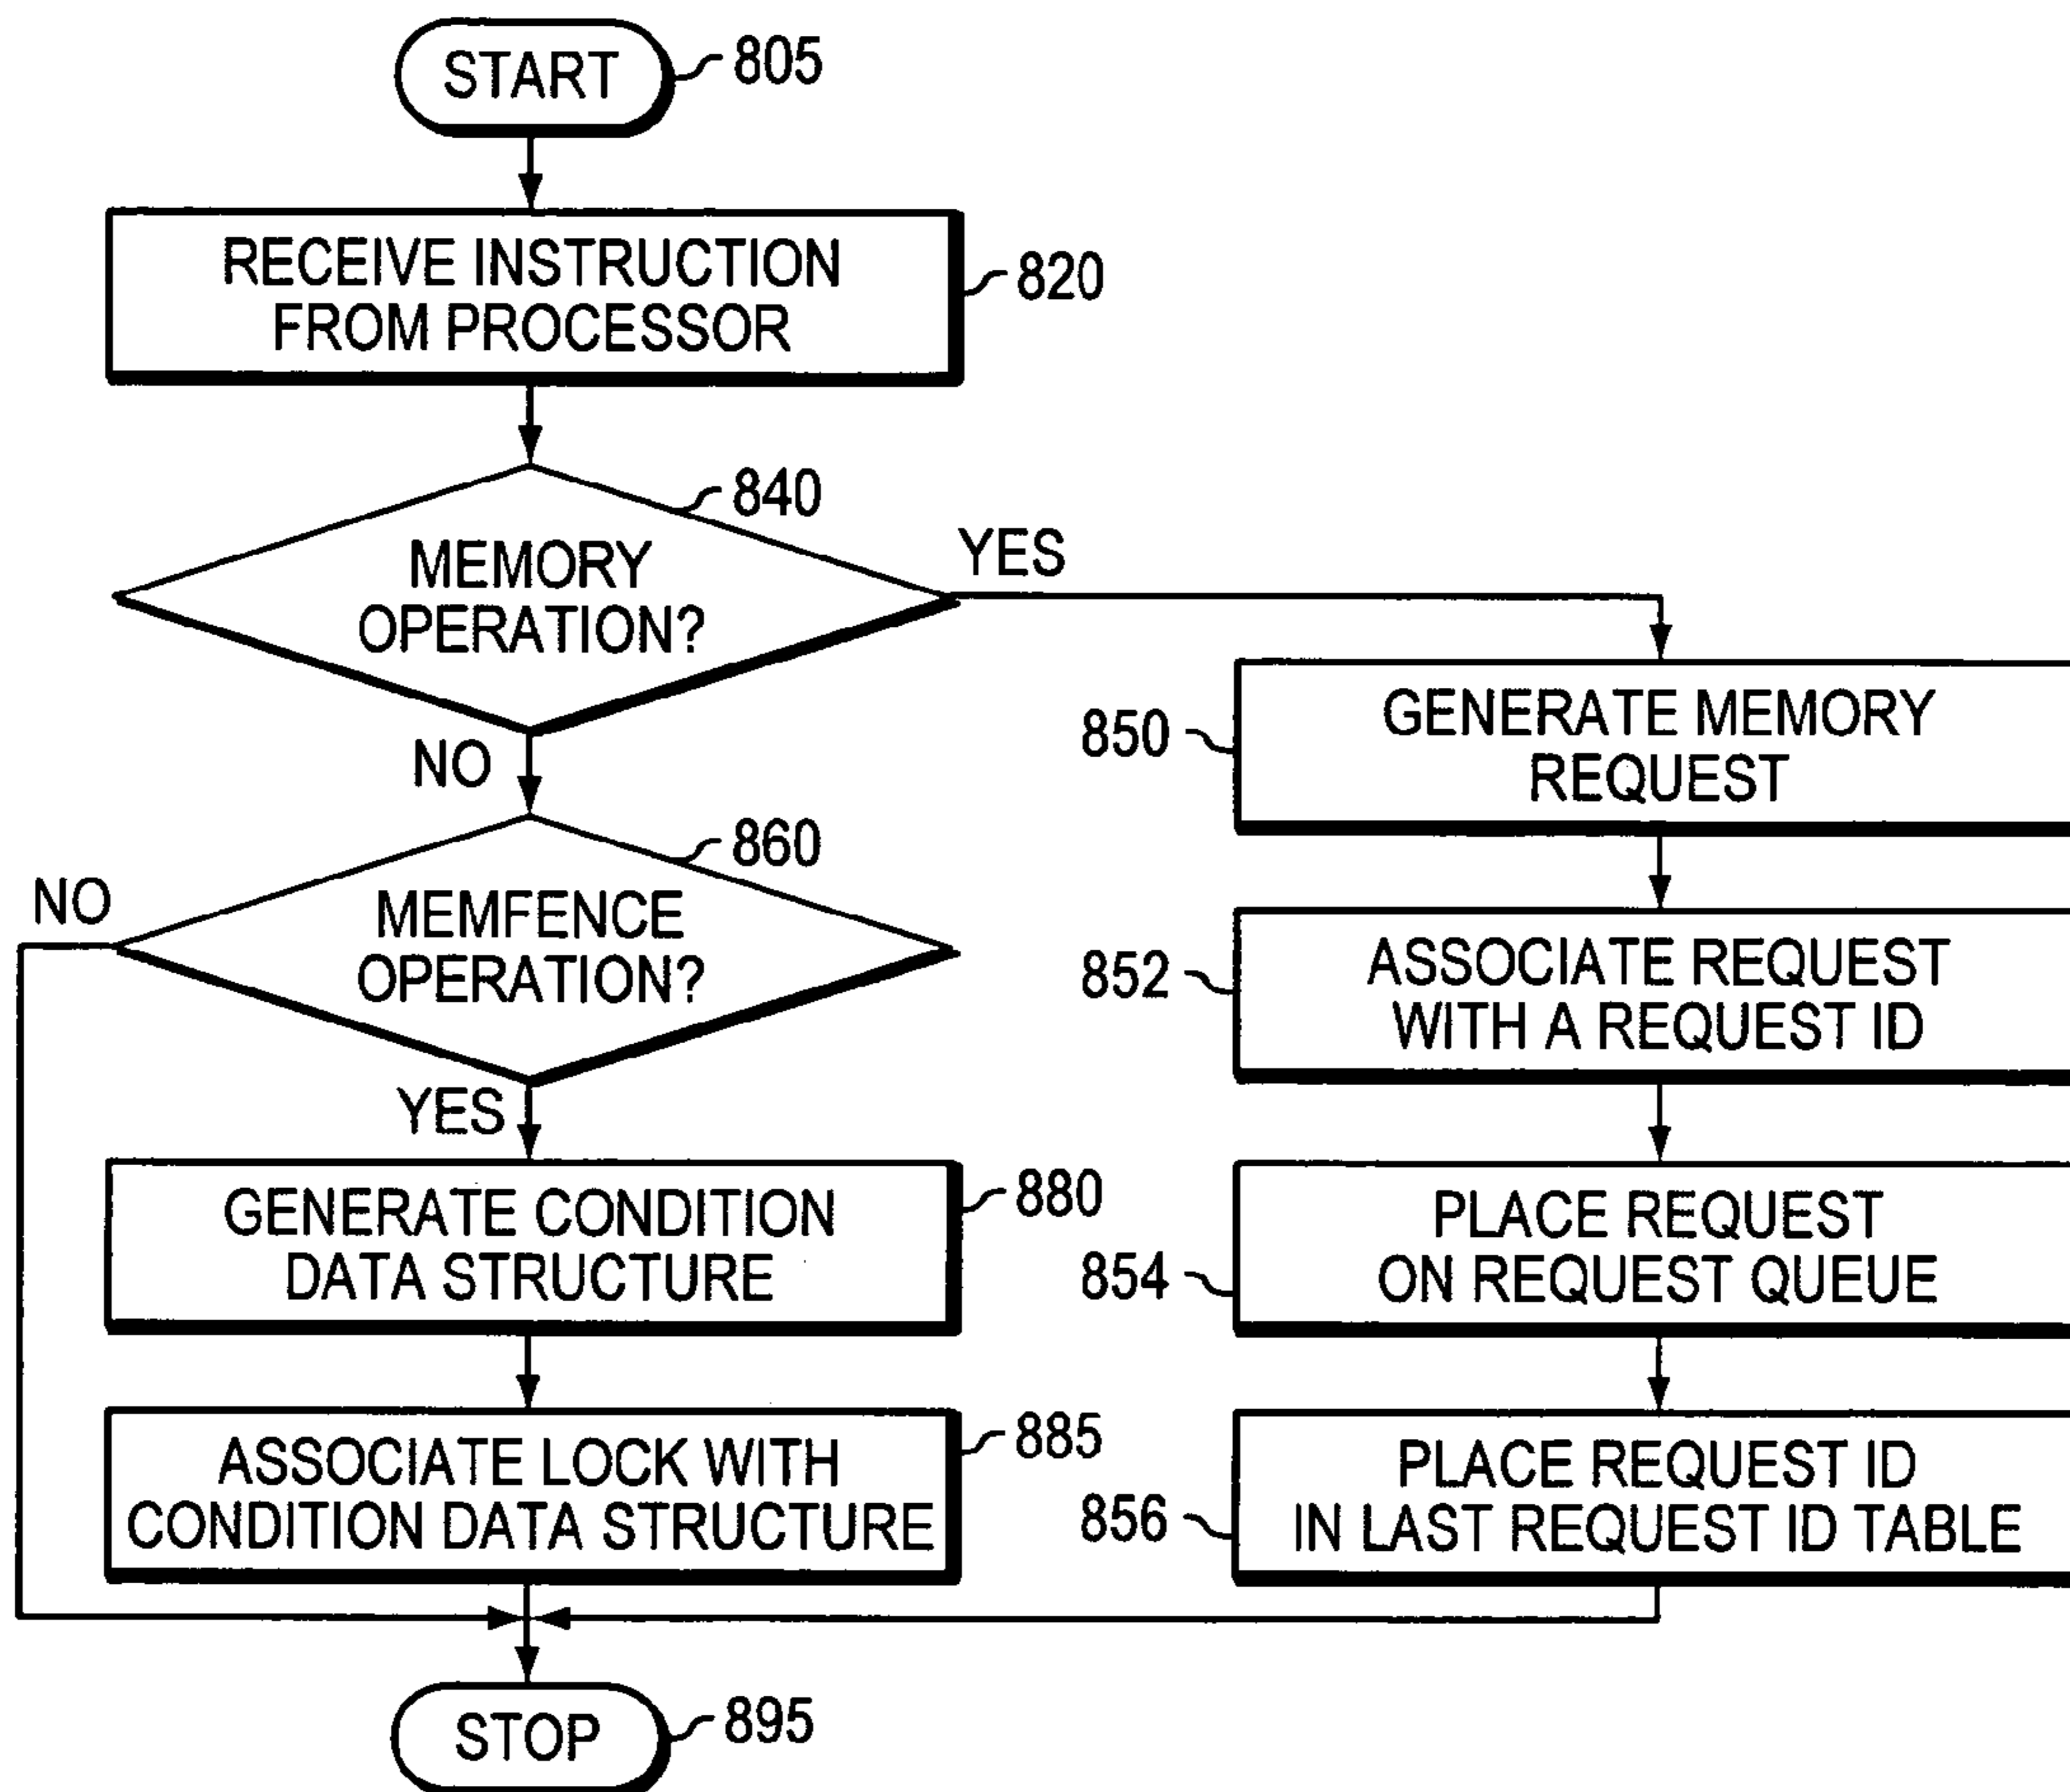 START
805
RECEIVE INSTRUCTION
FROM PROCESSOR
820
840
MEMORY
OPERATION?
YES
NO
850
GENERATE MEMORY
REQUEST
860
NO
MEMFENCE
OPERATION?
YES
852
ASSOCIATE REQUEST
WITH A REQUEST ID
880
GENERATE CONDITION
DATA STRUCTURE
854
PLACE REQUEST
ON REQUEST QUEUE
885
ASSOCIATE LOCK WITH
CONDITION DATA STRUCTURE
856
PLACE REQUEST ID
IN LAST REQUEST ID TABLE
STOP
895